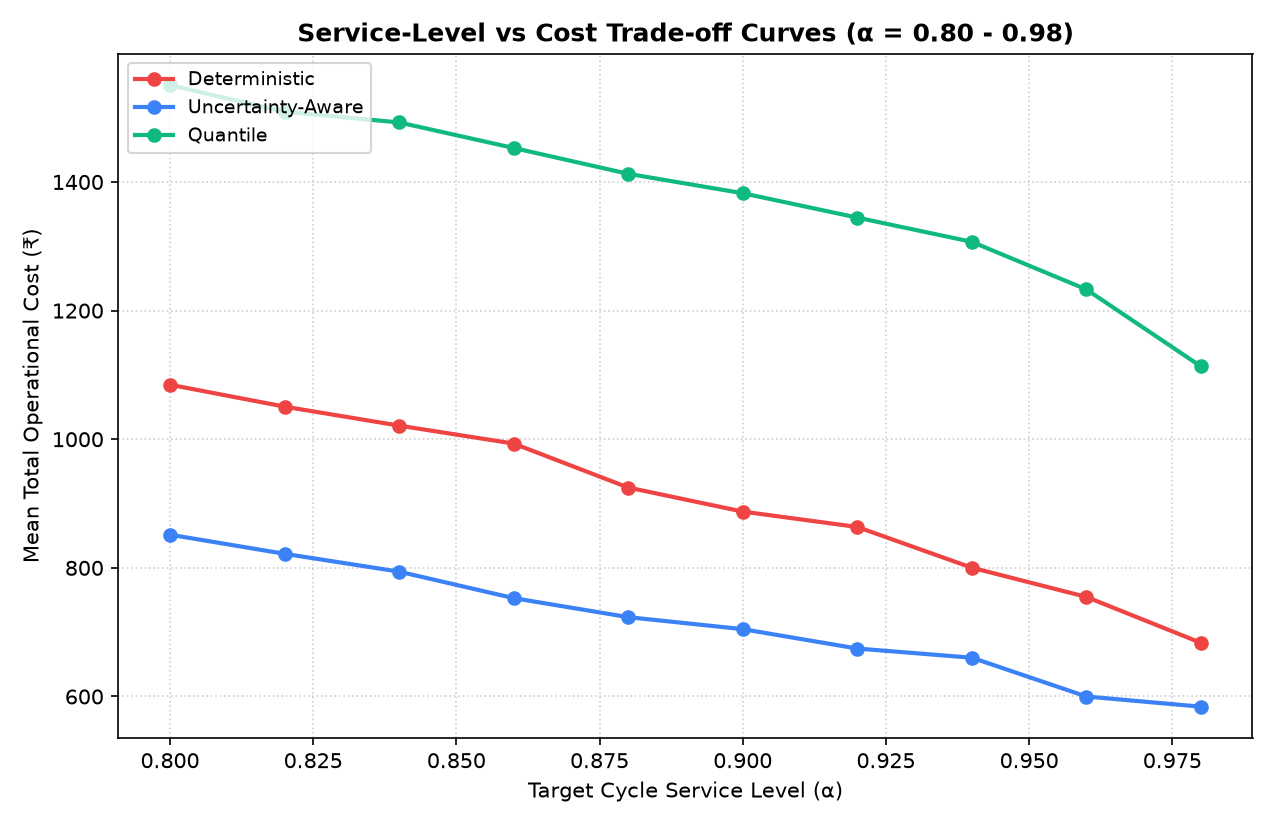 Service-Level vs Cost Trade-off Curves (α = 0.80 - 0.98)
Deterministic
Uncertainty-Aware
Quantile
Mean Total Operational Cost (₹)
1400
1200
1000
800
600
0.800 0.825 0.850 0.875 0.900 0.925 0.950 0.975
Target Cycle Service Level (α)